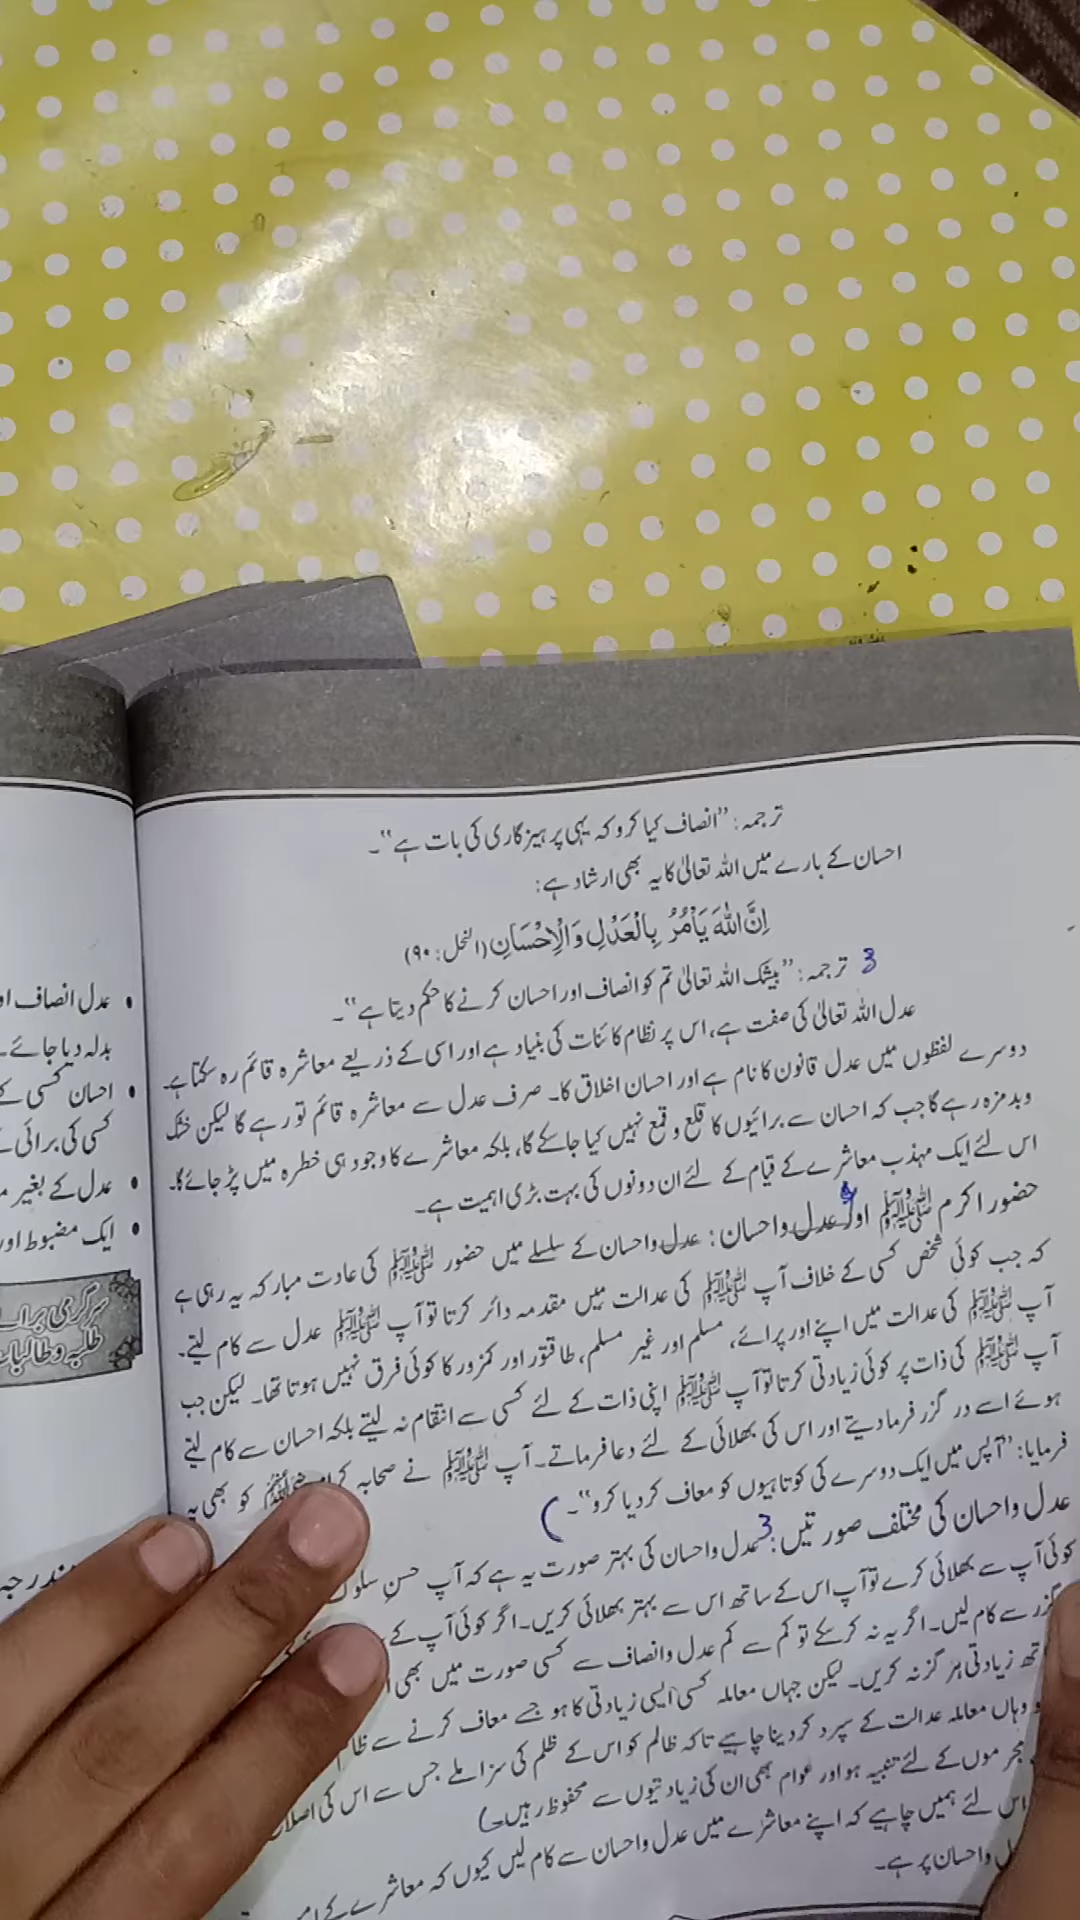 ترجمہ: ”انصاف کیا کرو کہ یہی پرہیزگاری کی بات ہے“۔
احسان کے بارے میں اللہ تعالیٰ کا یہ بھی ارشاد ہے:
اِنَّ اللّٰہَ یَاْمُرُ بِالْعَدْلِ وَالْاِحْسَانِ (النحل: ۹۰)
3 ترجمہ: ”بیشک اللہ تعالیٰ تم کو انصاف اور احسان کرنے کا حکم دیتا ہے“۔
عدل اللہ تعالیٰ کی صفت ہے، اس پر نظام کائنات کی بنیاد ہے اور اسی کے ذریعے معاشرہ قائم رہ سکتا ہے۔
دوسرے لفظوں میں عدل قانون کا نام ہے اور احسان اخلاق کا۔ صرف عدل سے معاشرہ قائم تو رہے گا لیکن خشک
وبدمزہ رہے گا جب کہ احسان سے برائیوں کا قلع و قمع نہیں کیا جا سکے گا، بلکہ معاشرے کا وجود ہی خطرہ میں پڑ جائے گا۔
اس لئے ایک مہذب معاشرے کے قیام کے لئے ان دونوں کی بہت بڑی اہمیت ہے۔
حضور اکرم ﷺ اور عدل واحسان: عدل واحسان کے سلسلے میں حضور ﷺ کی عادت مبارکہ یہ رہی ہے
کہ جب کوئی شخص کسی کے خلاف آپ ﷺ کی عدالت میں مقدمہ دائر کرتا تو آپ ﷺ عدل سے کام لیتے۔
آپ ﷺ کی عدالت میں اپنے اور پرائے، مسلم اور غیر مسلم، طاقتور اور کمزور کا کوئی فرق نہیں ہوتا تھا۔ لیکن جب
آپ ﷺ کی ذات پر کوئی زیادتی کرتا تو آپ ﷺ اپنی ذات کے لئے کسی سے انتقام نہ لیتے بلکہ احسان سے کام لیتے
ہوئے اسے در گزر فرما دیتے اور اس کی بھلائی کے لئے دعا فرماتے۔ آپ ﷺ نے صحابہ کو بھی یہ
فرمایا: ”آپس میں ایک دوسرے کی کوتاہیوں کو معاف کر دیا کرو“۔
عدل واحسان کی مختلف صورتیں: 3 عدل واحسان کی بہتر صورت یہ ہے کہ آپ حسنِ سلوک
کوئی آپ سے بھلائی کرے تو آپ اس کے ساتھ اس سے بہتر بھلائی کریں۔ اگر کوئی آپ کے
گزر سے کام لیں۔ اگر یہ نہ کر سکے تو کم سے کم عدل وانصاف سے کسی صورت میں بھی
زیادتی ہر گز نہ کریں۔ لیکن جہاں معاملہ کسی ایسی زیادتی کا ہو جسے معاف کرنے سے
وہاں معاملہ عدالت کے سپرد کر دینا چاہیے تاکہ ظالم کو اس کے ظلم کی سزا ملے جس سے اس کی
مجرموں کے لئے تنبیہ ہو اور عوام بھی ان کی زیادتیوں سے محفوظ رہیں۔
اس لئے ہمیں چاہیے کہ اپنے معاشرے میں عدل واحسان سے کام لیں کیوں کہ معاشرے کے
واحسان پر ہے۔
• عدل انصاف
بدلہ دیا جائے۔
• احسان کسی کے
کسی کی برائی
• عدل کے بغیر
• ایک مضبوط اور
سرگرمی برائے
طلبہ و طالبات